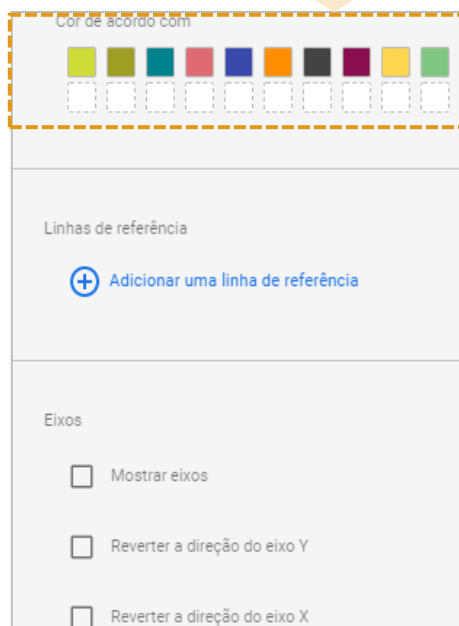 Cor de acordo com
Linhas de referência
Adicionar uma linha de referência
Eixos
Mostrar eixos
Reverter a direção do eixo Y
Reverter a direção do eixo X